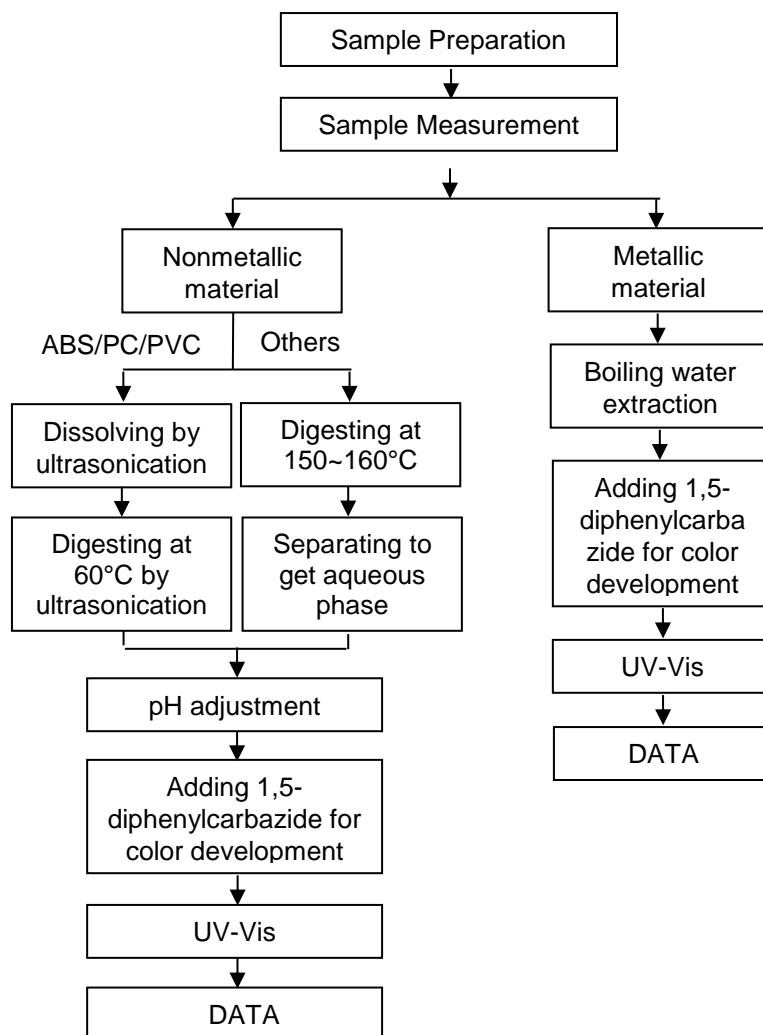 Sample Preparation
Sample Measurement
Nonmetallic
material
ABS/PC/PVC
Others
Dissolving by
ultrasonication
Digesting at
60°C by
ultrasonication
Digesting at
150~160°C
Separating to
get aqueous
phase
pH adjustment
Adding 1,5-
diphenylcarbazide for
color development
UV-Vis
DATA
Metallic
material
Boiling water
extraction
Adding 1,5-
diphenylcarba
zide for color
development
UV-Vis
DATA